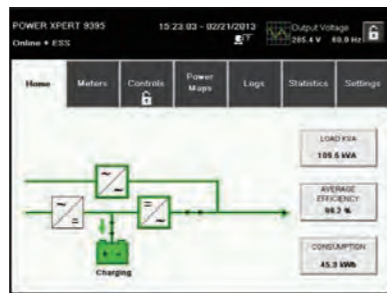 POWER XPERT 9395
15:23:03 - 02/21/2013
Output Voltage
Online + ESS
285.4 V 60.0 Hz
Home
Meters
Controls
Power
Maps
Logs
Statistics
Settings
LOAD KVA
109.5 kVA
AVERAGE
EFFICIENCY
99.2 %
CONSUMPTION
45.3 kWh
Charging